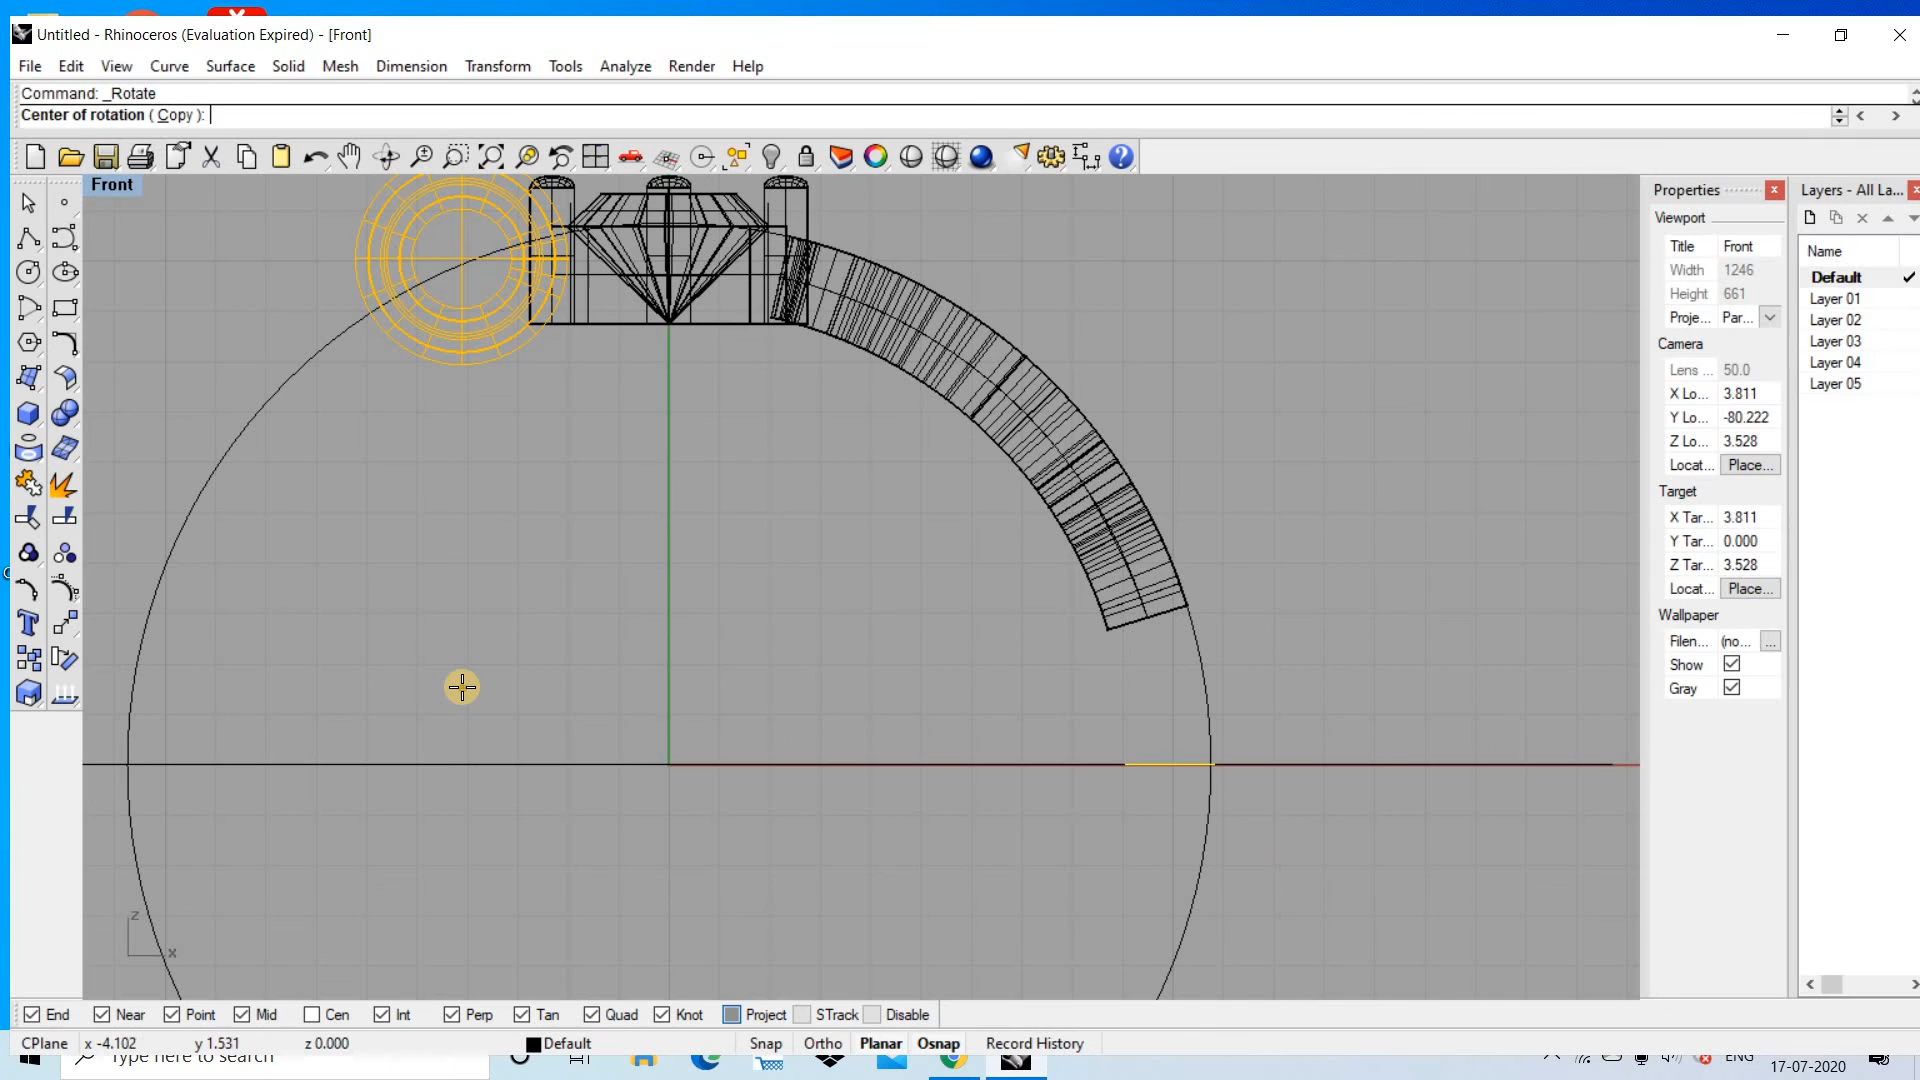 Untitled - Rhinoceros (Evaluation Expired) - [Front]
File Edit View Curve Surface Solid Mesh Dimension Transform Tools Analyze Render Help
Command: _Rotate
Center of rotation ( Copy ):
Front
Properties
Viewport
Title Front
Width 1246
Height 661
Proje... Par...
Camera
Lens ... 50.0
X Lo... 3.811
Y Lo... -80.222
Z Lo... 3.528
Locat... Place...
Target
X Tar... 3.811
Y Tar... 0.000
Z Tar... 3.528
Locat... Place...
Wallpaper
Filen... (no... ...
Show
Gray
Layers - All La...
Name
Default
Layer 01
Layer 02
Layer 03
Layer 04
Layer 05
z
x
End Near Point Mid Cen Int Perp Tan Quad Knot Project STrack Disable
CPlane x -4.102 y 1.531 z 0.000 Default Snap Ortho Planar Osnap Record History
Type here to search
ENG
17-07-2020